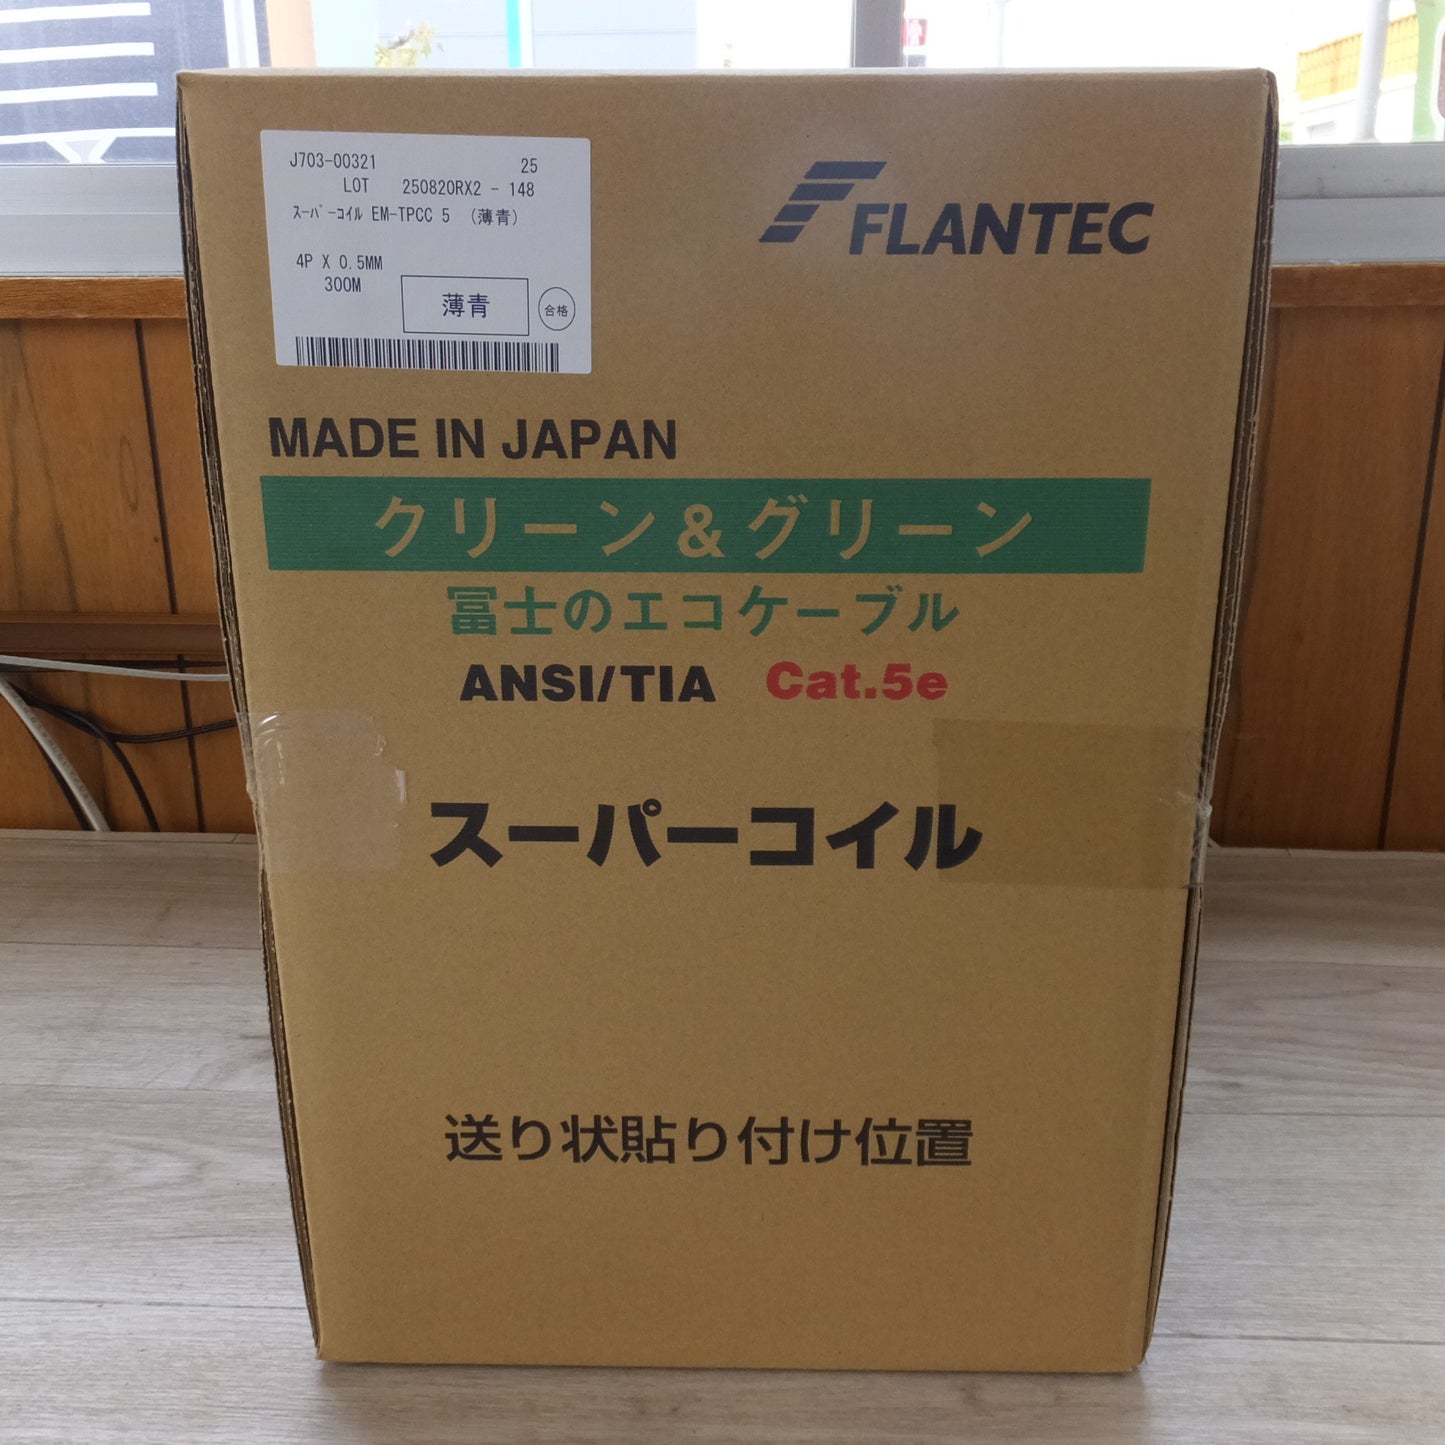 J703-00321 25
LOT 250820RX2 - 148
ｽｰﾊﾟｰｺｲﾙ EM-TPCC 5 (薄青)
4P X 0.5MM
300M
薄青
合格
FLANTEC
MADE IN JAPAN
クリーン＆グリーン
冨士のエコケーブル
ANSI/TIA Cat.5e
スーパーコイル
送り状貼り付け位置